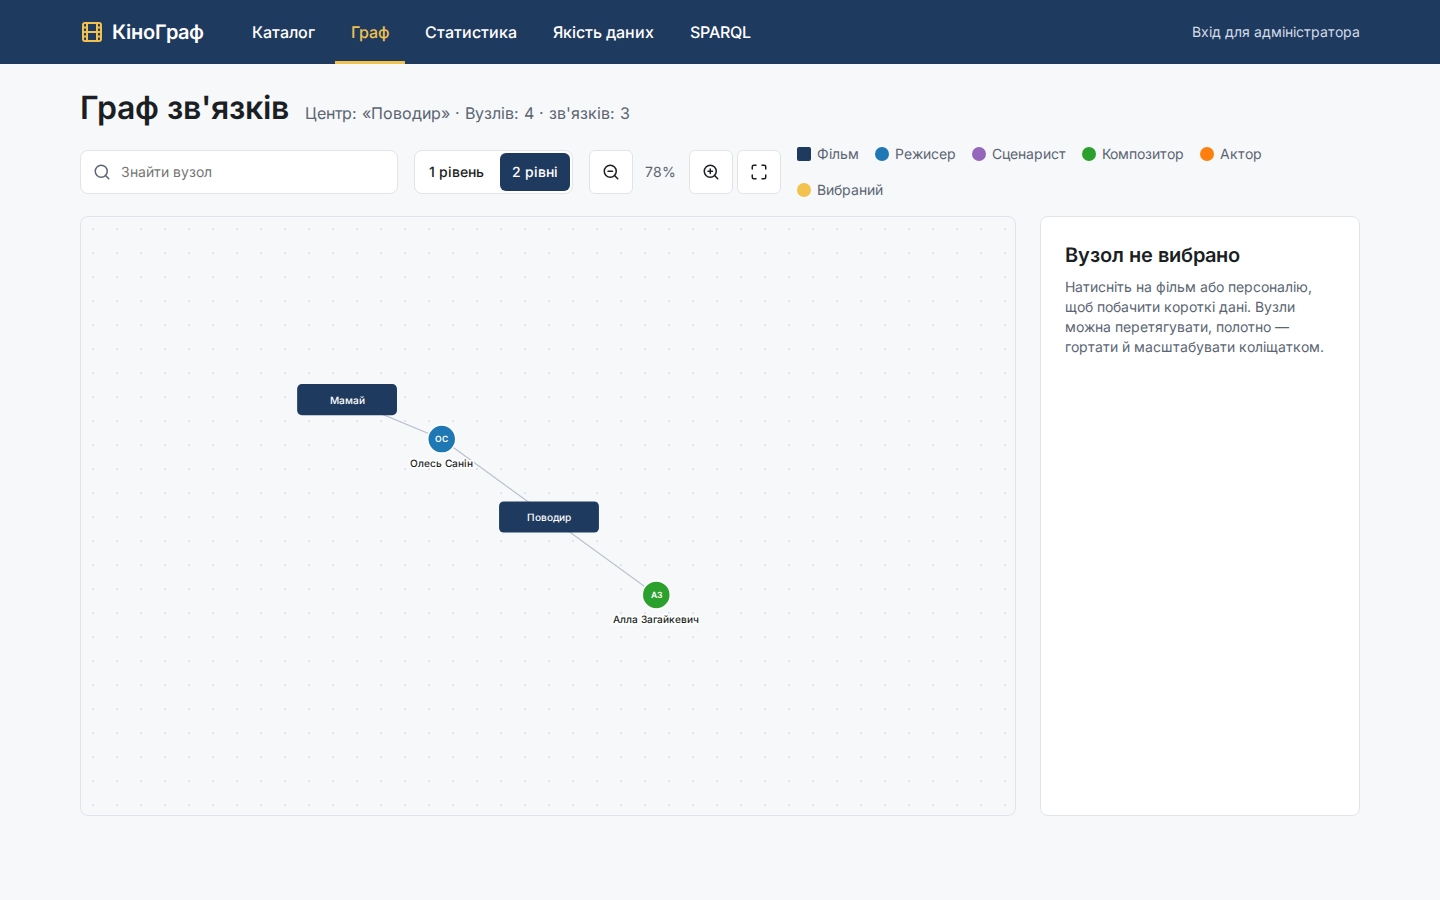 КіноГраф
Каталог
Граф
Статистика
Якість даних
SPARQL
Вхід для адміністратора
Граф зв'язків
Центр: «Поводир» · Вузлів: 4 · зв'язків: 3
Знайти вузол
1 рівень
2 рівні
78%
Фільм
Режисер
Сценарист
Композитор
Актор
Вибраний
Мамай
ОС
Олесь Санін
Поводир
АЗ
Алла Загайкевич
Вузол не вибрано
Натисніть на фільм або персоналію,
щоб побачити короткі дані. Вузли
можна перетягувати, полотно —
гортати й масштабувати коліщатком.